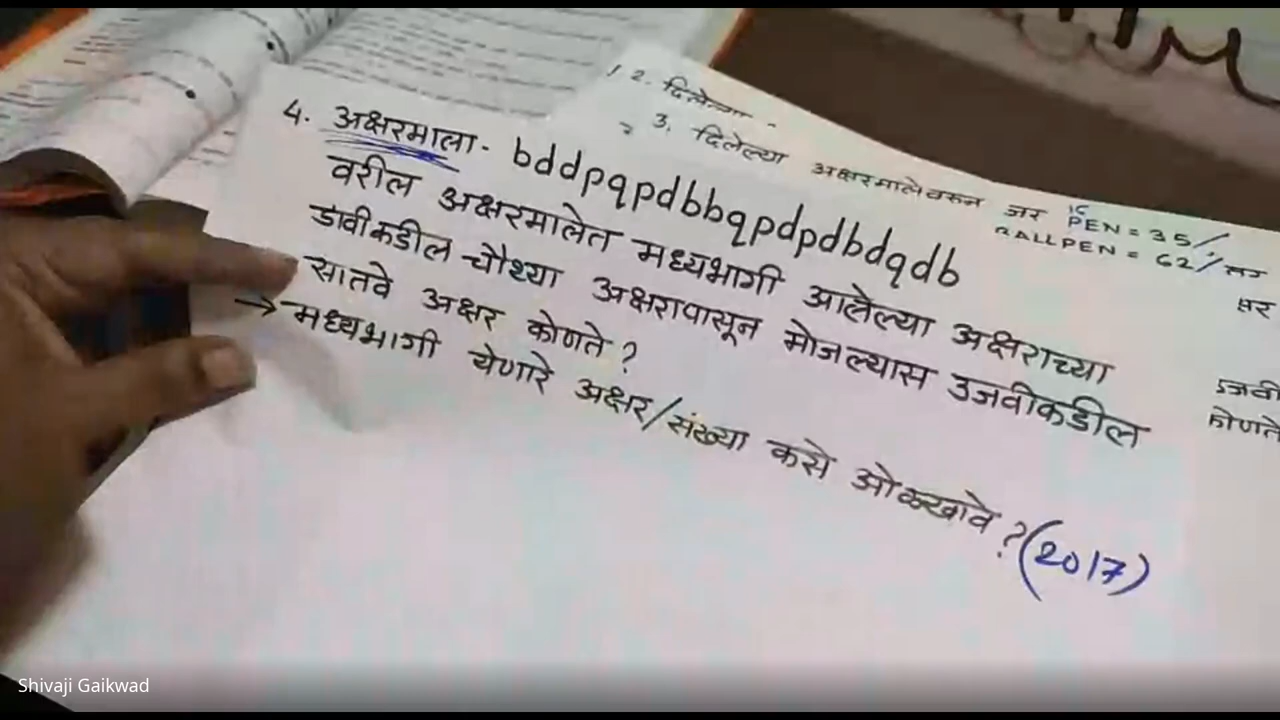 12. दिलेल्या -
3. दिलेल्या अक्षरमालेवरून जर PEN = 35/
BALLPEN = 62/ तर
4. अक्षरमाला - bddpqpdbbqpdpdbdqdb
वरील अक्षरमालेत मध्यभागी आलेल्या अक्षराच्या
डावीकडील चौथ्या अक्षरापासून मोजल्यास उजवीकडील
सातवे अक्षर कोणते ?
→ मध्यभागी येणारे अक्षर/संख्या कसे ओळखावे ? (2017)
Shivaji Gaikwad